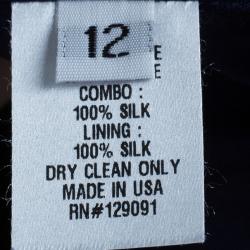 12
E
E
COMBO :
100% SILK
LINING :
100% SILK
DRY CLEAN ONLY
MADE IN USA
RN#129091